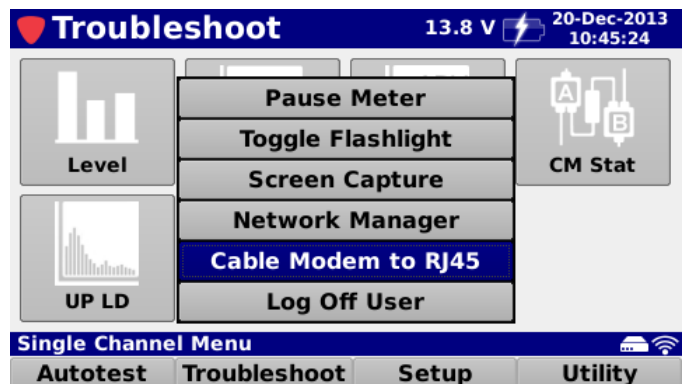 Troubleshoot
13.8 V
20-Dec-2013
10:45:24
Level
A
B
CM Stat
UP LD
Pause Meter
Toggle Flashlight
Screen Capture
Network Manager
Cable Modem to RJ45
Log Off User
Single Channel Menu
Autotest Troubleshoot Setup Utility